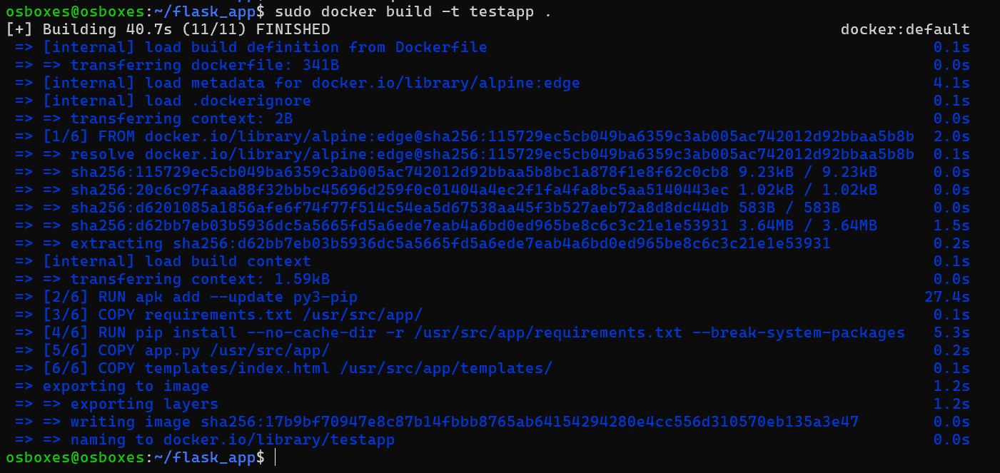 osboxes@osboxes:~/flask_app$ sudo docker build -t testapp .
[+] Building 40.7s (11/11) FINISHED docker:default
=> [internal] load build definition from Dockerfile 0.1s
=> => transferring dockerfile: 341B 0.0s
=> [internal] load metadata for docker.io/library/alpine:edge 4.1s
=> [internal] load .dockerignore 0.1s
=> => transferring context: 2B 0.0s
=> [1/6] FROM docker.io/library/alpine:edge@sha256:115729ec5cb049ba6359c3ab005ac742012d92bbaa5b8b 2.0s
=> => resolve docker.io/library/alpine:edge@sha256:115729ec5cb049ba6359c3ab005ac742012d92bbaa5b8b 0.1s
=> => sha256:115729ec5cb049ba6359c3ab005ac742012d92bbaa5b8bc1a878f1e8f62c0cb8 9.23kB / 9.23kB 0.0s
=> => sha256:20c6c97faaa88f32bbbc45696d259f0c01404a4ec2f1fa4fa8bc5aa5140443ec 1.02kB / 1.02kB 0.0s
=> => sha256:d6201085a1856afe6f74f77f514c54ea5d67538aa45f3b527aeb72a8d8dc44db 583B / 583B 0.0s
=> => sha256:d62bb7eb03b5936dc5a5665fd5a6ede7eab4a6bd0ed965be8c6c3c21e1e53931 3.64MB / 3.64MB 1.5s
=> => extracting sha256:d62bb7eb03b5936dc5a5665fd5a6ede7eab4a6bd0ed965be8c6c3c21e1e53931 0.2s
=> [internal] load build context 0.1s
=> => transferring context: 1.59kB 0.0s
=> [2/6] RUN apk add --update py3-pip 27.4s
=> [3/6] COPY requirements.txt /usr/src/app/ 0.1s
=> [4/6] RUN pip install --no-cache-dir -r /usr/src/app/requirements.txt --break-system-packages 5.3s
=> [5/6] COPY app.py /usr/src/app/ 0.2s
=> [6/6] COPY templates/index.html /usr/src/app/templates/ 0.1s
=> exporting to image 1.2s
=> => exporting layers 1.2s
=> => writing image sha256:17b9bf70947e8c87b14fbbb8765ab64154294280e4cc556d310570eb135a3e47 0.0s
=> => naming to docker.io/library/testapp 0.0s
osboxes@osboxes:~/flask_app$